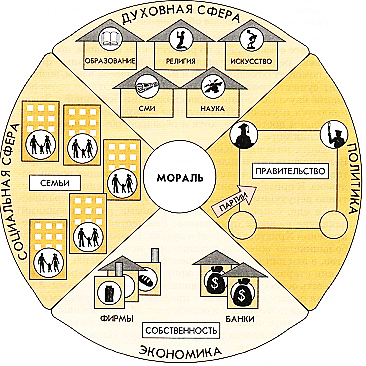 ДУХОВНАЯ СФЕРА
ОБРАЗОВАНИЕ
РЕЛИГИЯ
ИСКУССТВО
СМИ
НАУКА
СОЦИАЛЬНАЯ СФЕРА
СЕМЬИ
МОРАЛЬ
ПРАВИТЕЛЬСТВО
ПАРТИИ
ПОЛИТИКА
$
$
ФИРМЫ
БАНКИ
СОБСТВЕННОСТЬ
ЭКОНОМИКА